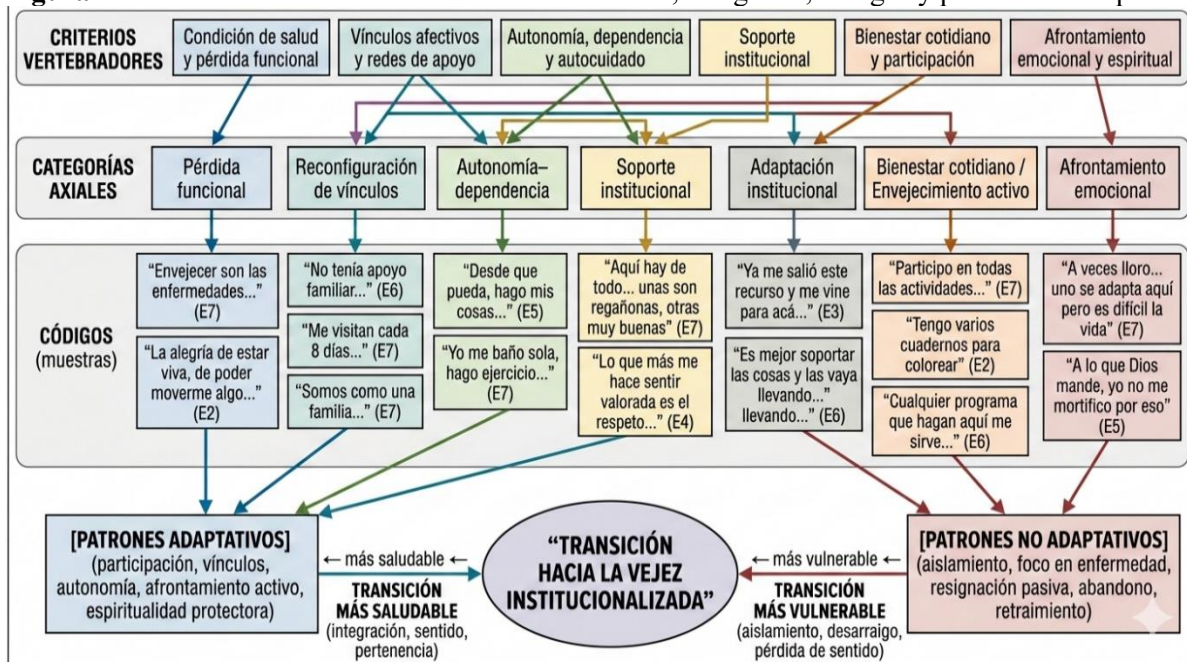 CRITERIOS
VERTEBRADORES
Condición de salud
y pérdida funcional
Vínculos afectivos
y redes de apoyo
Autonomía, dependencia
y autocuidado
Soporte
institucional
Bienestar cotidiano
y participación
Afrontamiento
emocional y espiritual
CATEGORÍAS
AXIALES
Pérdida
funcional
Reconfiguración
de vínculos
Autonomía–
dependencia
Soporte
institucional
Adaptación
institucional
Bienestar cotidiano /
Envejecimiento activo
Afrontamiento
emocional
CÓDIGOS
(muestras)
“Envejecer son las
enfermedades...”
(E7)
“La alegría de estar
viva, de poder
moverme algo...”
(E2)
“No tenía apoyo
familiar...” (E6)
“Me visitan cada
8 días...” (E7)
“Somos como una
familia...” (E7)
“Desde que
pueda, hago mis
cosas...” (E5)
“Yo me baño sola,
hago ejercicio...”
(E7)
“Aquí hay de
todo... unas son
regañonas, otras
muy buenas” (E7)
“Lo que más me
hace sentir
valorada es el
respeto...” (E4)
“Ya me salió este
recurso y me vine
para acá...” (E3)
“Es mejor soportar
las cosas y las vaya
llevando...”
llevando...” (E6)
“Participo en todas
las actividades...” (E7)
“Tengo varios
cuadernos para
colorear” (E2)
“Cualquier programa
que hagan aquí me
sirve...” (E6)
“A veces lloro...
uno se adapta aquí
pero es difícil la
vida” (E7)
“A lo que Dios
mande, yo no me
mortifico por eso”
(E5)
[PATRONES ADAPTATIVOS]
(participación, vínculos,
autonomía, afrontamiento activo,
espiritualidad protectora)
← más saludable ←
TRANSICIÓN
MÁS SALUDABLE
(integración, sentido,
pertenencia)
“TRANSICIÓN
HACIA LA VEJEZ
INSTITUCIONALIZADA”
← más vulnerable ←
TRANSICIÓN
MÁS VULNERABLE
(aislamiento, desarraigo,
pérdida de sentido)
[PATRONES NO ADAPTATIVOS]
(aislamiento, foco en enfermedad,
resignación pasiva, abandono,
retraimiento)